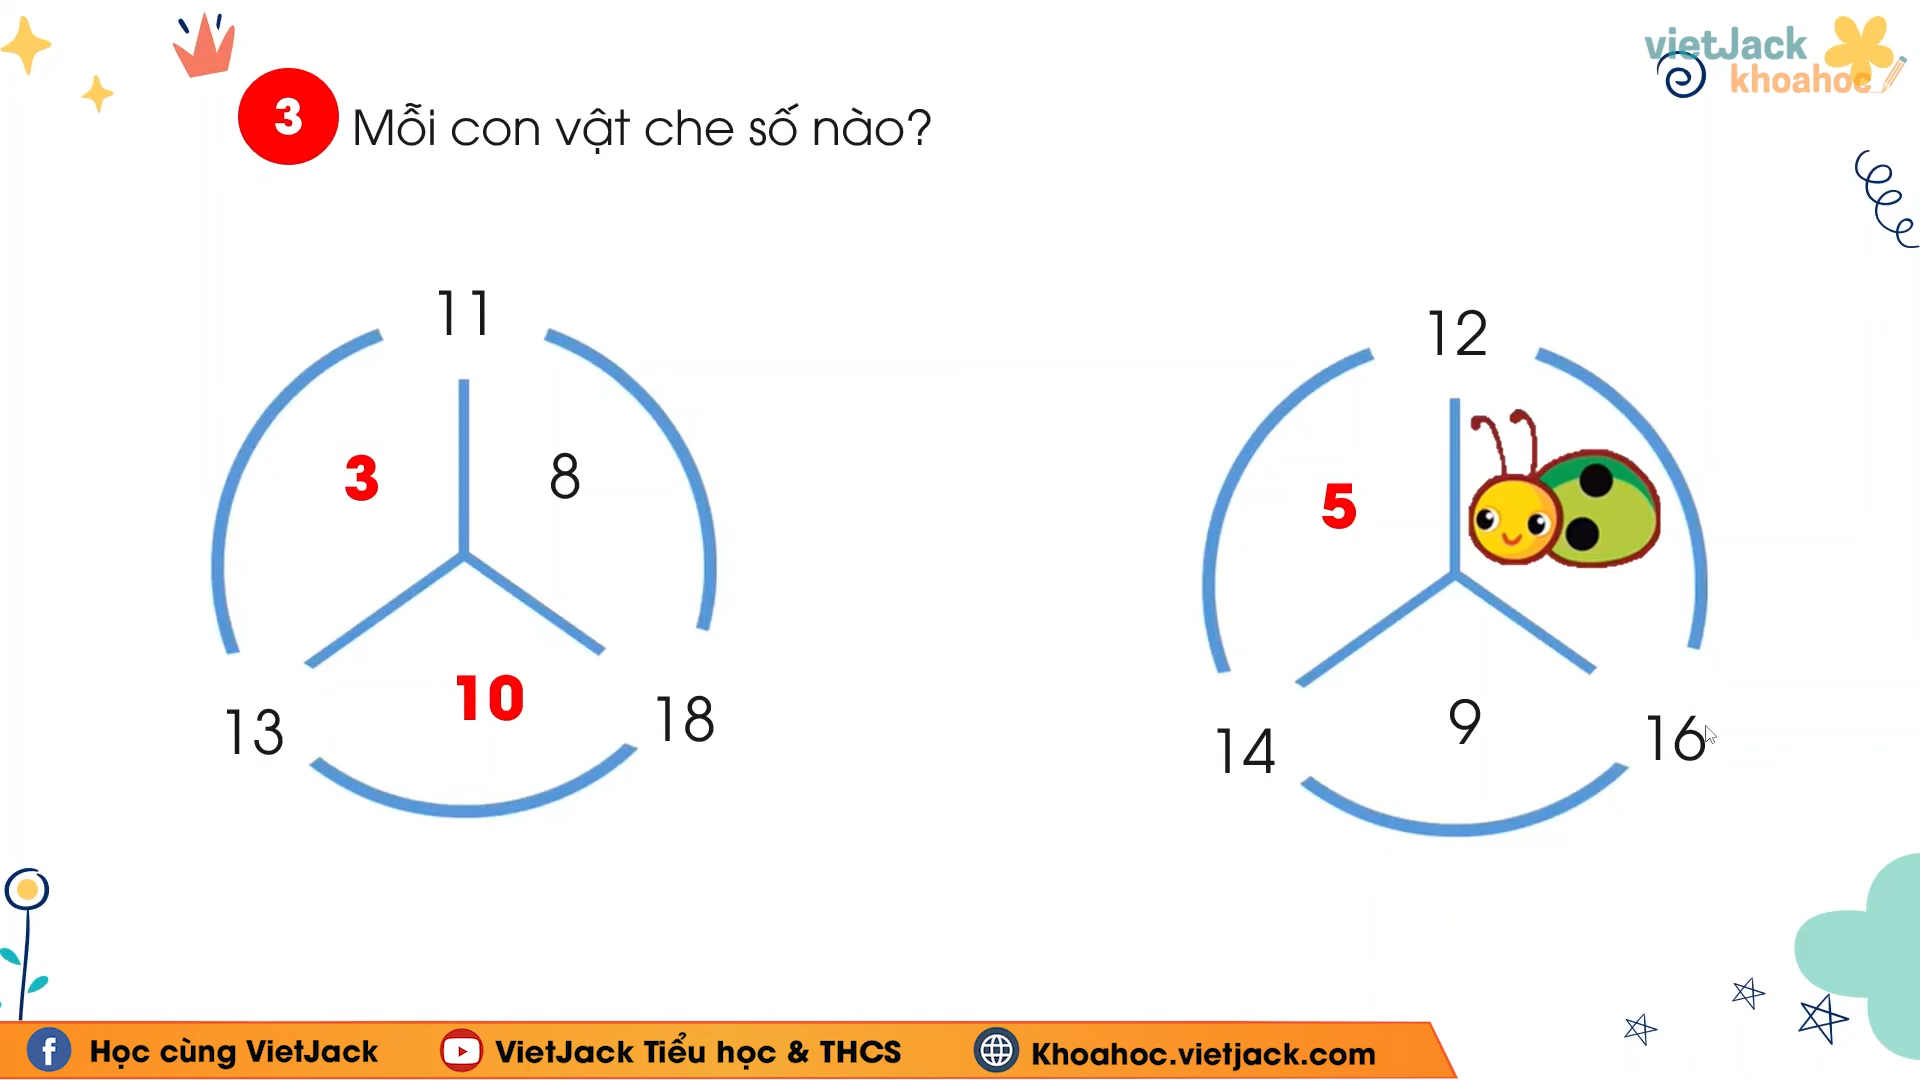 vietJack
khoahoc
3 Mỗi con vật che số nào?
11
3 8
10
13 18
12
5
9
14 16
Học cùng VietJack
VietJack Tiểu học & THCS
Khoahoc.vietjack.com